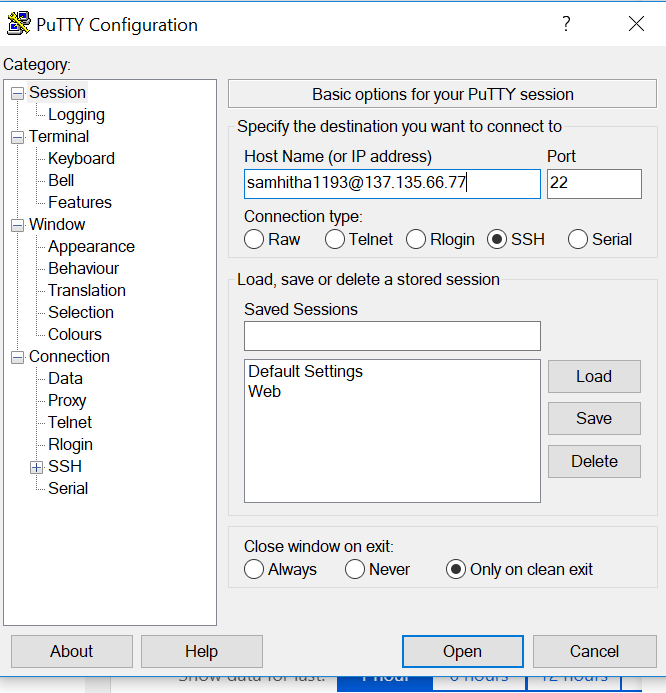 PuTTY Configuration
?
Category:
Session
Logging
Terminal
Keyboard
Bell
Features
Window
Appearance
Behaviour
Translation
Selection
Colours
Connection
Data
Proxy
Telnet
Rlogin
SSH
Serial
Basic options for your PuTTY session
Specify the destination you want to connect to
Host Name (or IP address) Port
samhitha1193@137.135.66.77 22
Connection type:
Raw Telnet Rlogin SSH Serial
Load, save or delete a stored session
Saved Sessions
Default Settings
Web
Load
Save
Delete
Close window on exit:
Always Never Only on clean exit
About Help Open Cancel
Show data for last: 1 hour 6 hours 12 hours